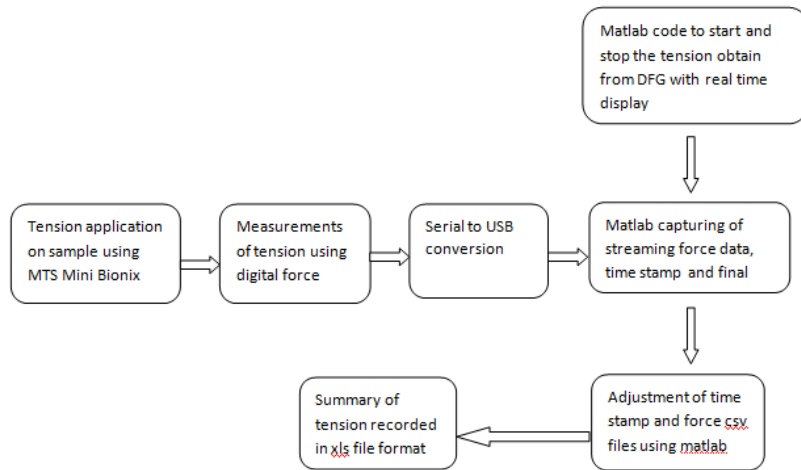 Matlab code to start and
stop the tension obtain
from DFG with real time
display
Tension application
on sample using
MTS Mini Bionix
Measurements
of tension using
digital force
Serial to USB
conversion
Matlab capturing of
streaming force data,
time stamp and final
Summary of
tension recorded
in xls file format
Adjustment of time
stamp and force csv
files using matlab